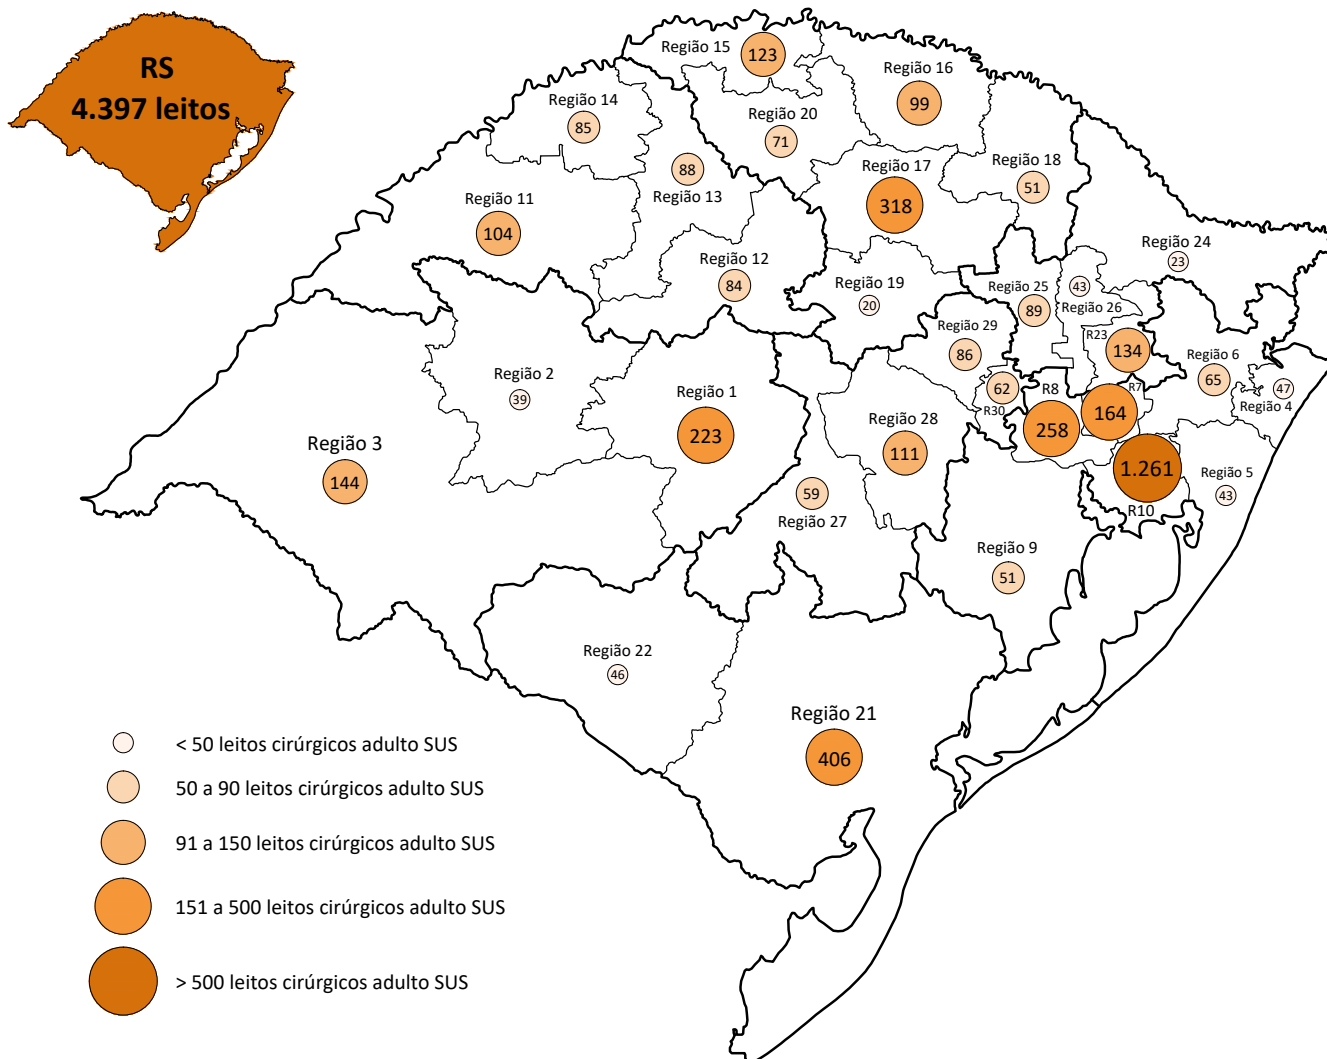 RS
4.397 leitos
Região 15
123
Região 16
99
Região 14
85
Região 20
71
Região 17
318
Região 18
51
88
Região 13
Região 11
104
Região 12
84
Região 19
20
Região 24
23
Região 25
89
43
Região 26
Região 29
86
R23
134
Região 6
65
47
Região 4
62
R30
R8
258
R7
164
Região 2
39
Região 1
223
Região 28
111
1.261
R10
Região 5
43
Região 3
144
59
Região 27
Região 9
51
Região 22
46
Região 21
406
< 50 leitos cirúrgicos adulto SUS
50 a 90 leitos cirúrgicos adulto SUS
91 a 150 leitos cirúrgicos adulto SUS
151 a 500 leitos cirúrgicos adulto SUS
> 500 leitos cirúrgicos adulto SUS